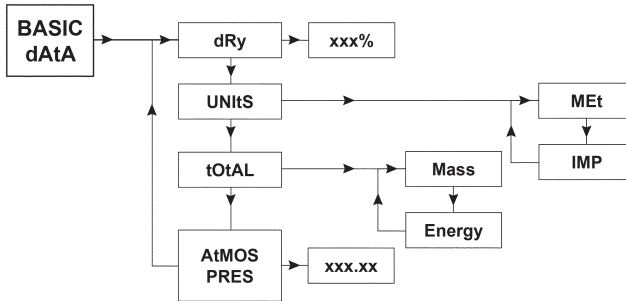 BASIC
dAtA
dRy
xxx%
UNItS
MEt
IMP
tOtAL
Mass
Energy
AtMOS
PRES
xxx.xx